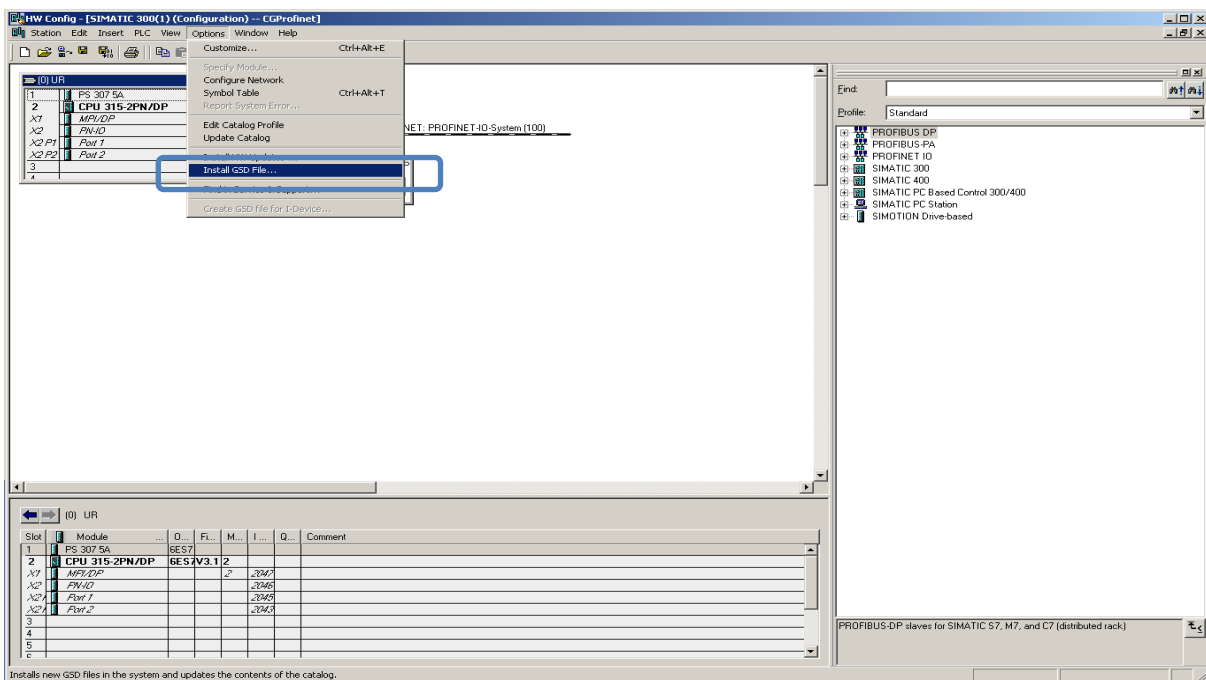 HW Config - [SIMATIC 300(1) (Configuration) -- CGProfinet]
Station Edit Insert PLC View Options Window Help
Customize... Ctrl+Alt+E
Specify Module...
Configure Network
Symbol Table Ctrl+Alt+T
Report System Error...
Edit Catalog Profile
Update Catalog
Install GSD File...
Create GSD file for I-Device...
(0) UR
1 PS 307 5A
2 CPU 315-2PN/DP
X1 MPI/DP
X2 PN-IO
X2 P1 Port 1
X2 P2 Port 2
3
4
NET: PROFINET-IO-System (100)
Find:
Profile: Standard
PROFIBUS DP
PROFIBUS-PA
PROFINET IO
SIMATIC 300
SIMATIC 400
SIMATIC PC Based Control 300/400
SIMATIC PC Station
SIMOTION Drive-based
(0) UR
Slot Module ... O... Fi... M... I ... Q... Comment
1 PS 307 5A 6ES7
2 CPU 315-2PN/DP 6ES7 V3.1 2
X1 MPI/DP 2 2047
X2 PN-IO 2046
X2 Port 1 2045
X2 Port 2 2043
3
4
5
PROFIBUS-DP slaves for SIMATIC S7, M7, and C7 (distributed rack)
Installs new GSD files in the system and updates the contents of the catalog.